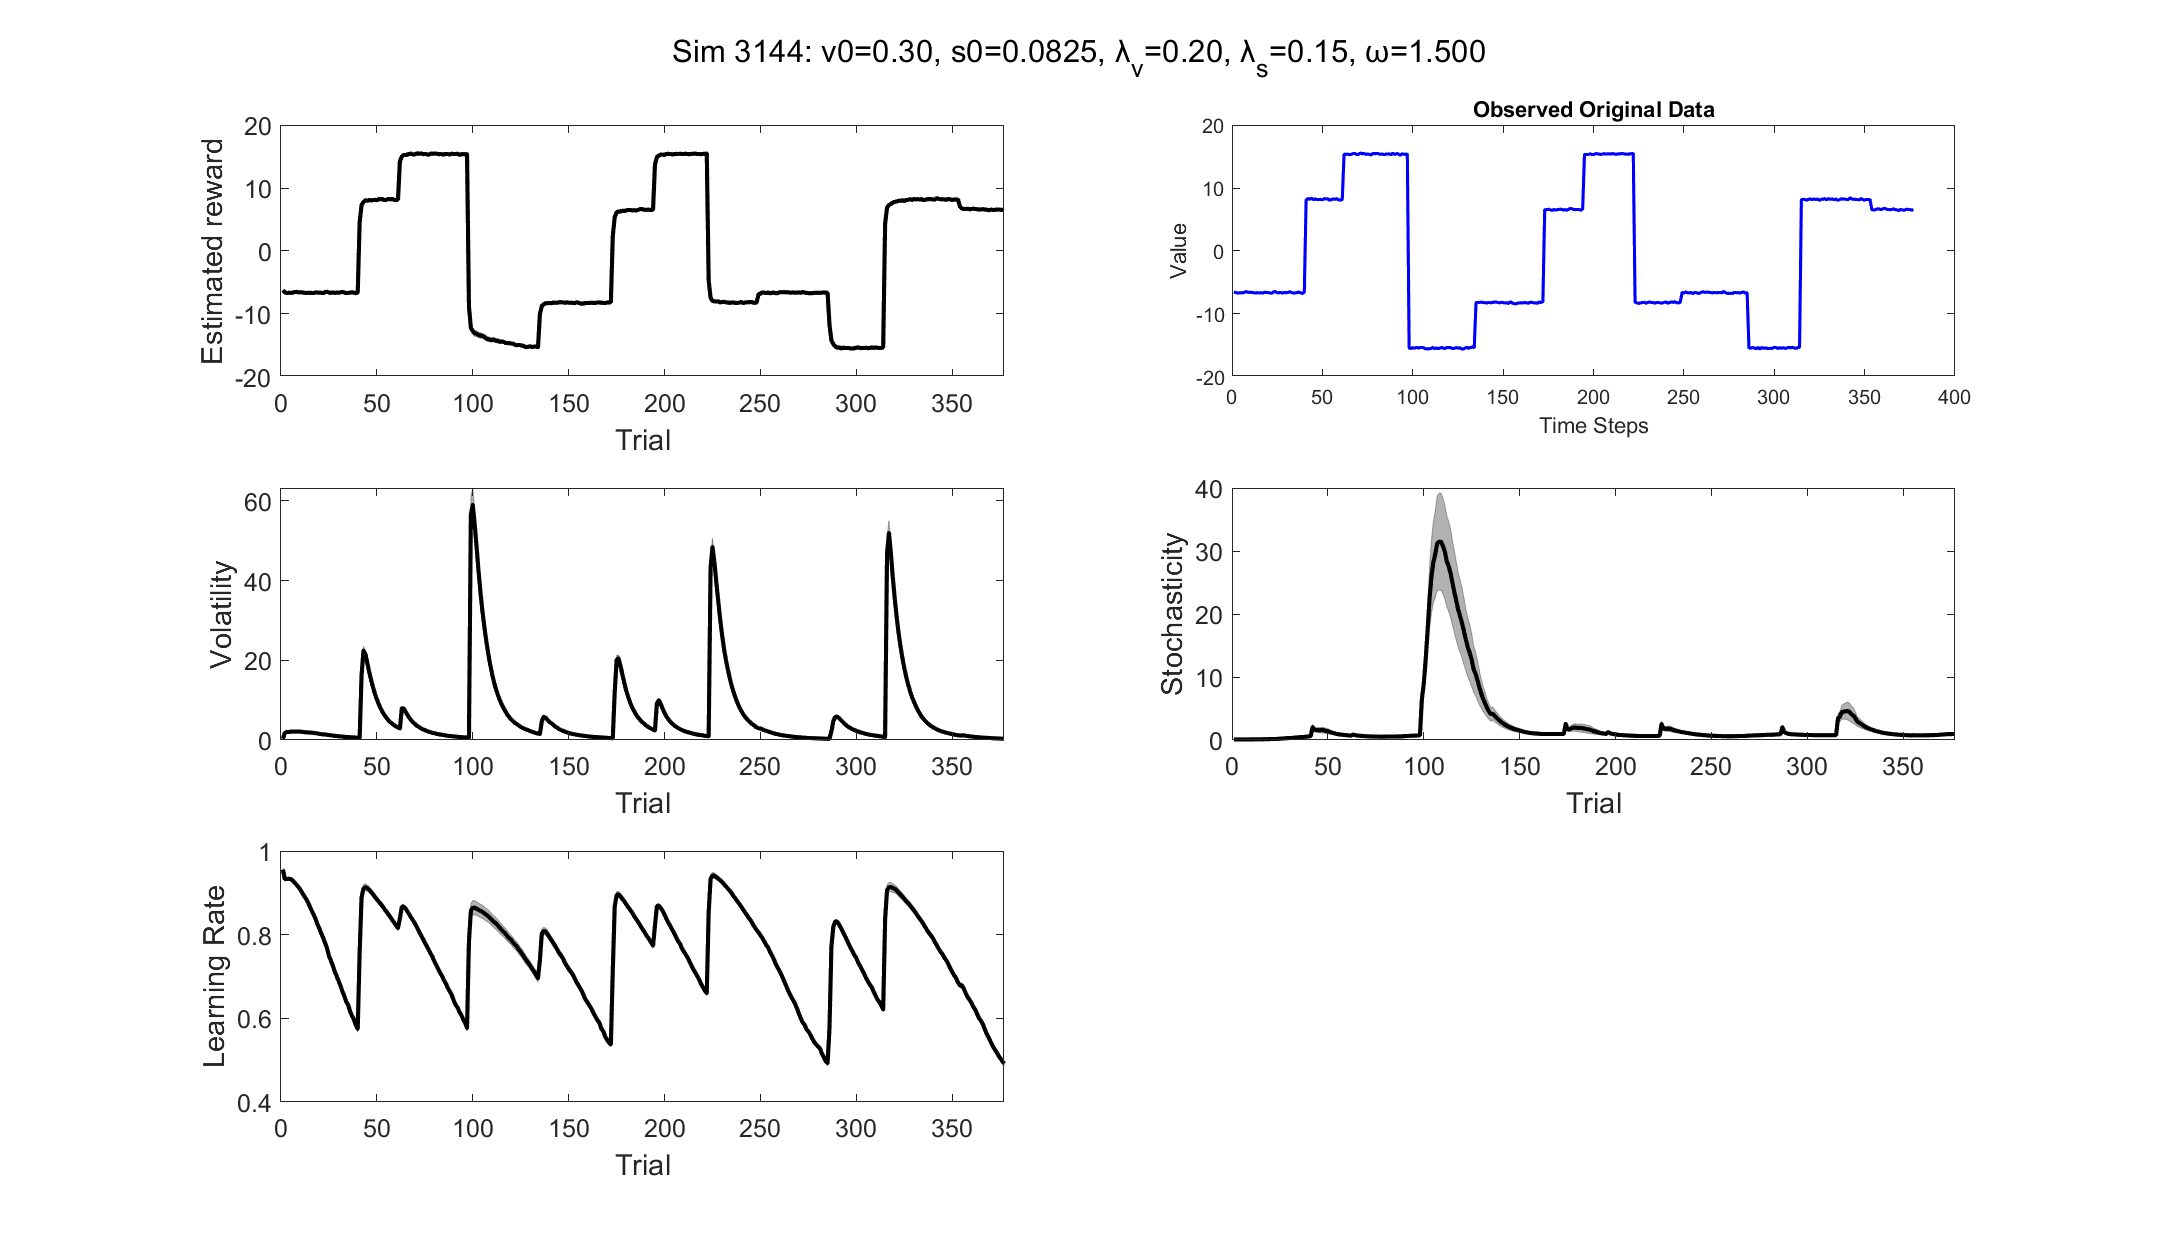 Sim 3144: v0=0.30, s0=0.0825, λ_v=0.20, λ_s=0.15, ω=1.500
20
10
0
-10
-20
Estimated reward
0 50 100 150 200 250 300 350
Trial
Observed Original Data
20
10
0
-10
-20
Value
0 50 100 150 200 250 300 350 400
Time Steps
60
40
20
0
Volatility
0 50 100 150 200 250 300 350
Trial
40
30
20
10
0
Stochasticity
0 50 100 150 200 250 300 350
Trial
1
0.8
0.6
0.4
Learning Rate
0 50 100 150 200 250 300 350
Trial